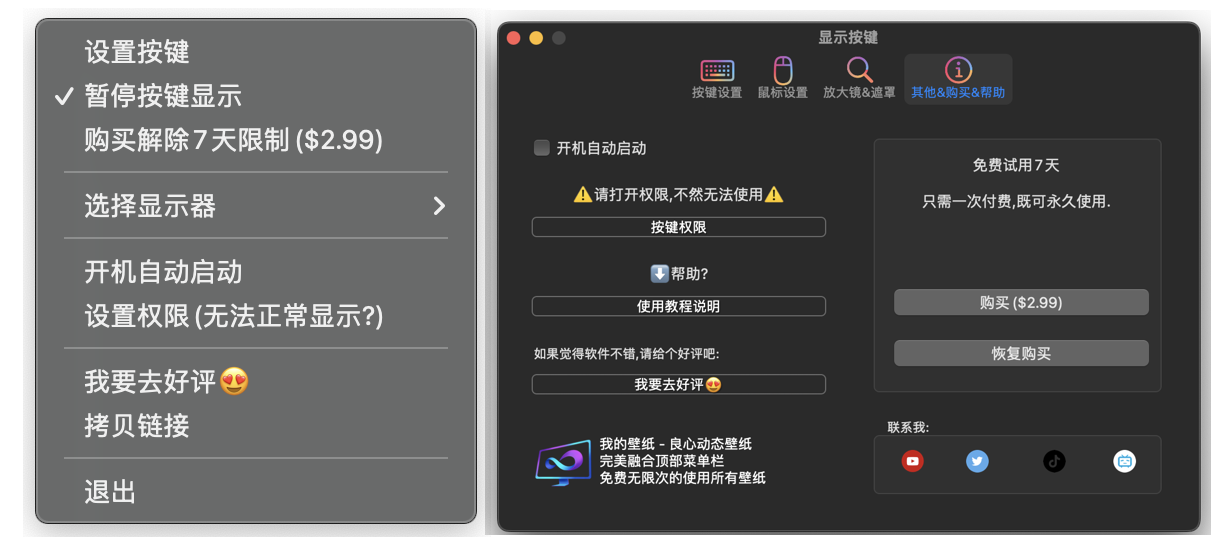 设置按键
暂停按键显示
购买解除7天限制 ($2.99)
选择显示器
开机自动启动
设置权限 (无法正常显示?)
我要去好评😍
拷贝链接
退出
显示按键
按键设置
鼠标设置
放大镜&遮罩
其他&购买&帮助
开机自动启动
⚠️请打开权限,不然无法使用⚠️
按键权限
⬇️帮助?
使用教程说明
如果觉得软件不错,请给个好评吧:
我要去好评😍
我的壁纸 - 良心动态壁纸
完美融合顶部菜单栏
免费无限次的使用所有壁纸
免费试用7天
只需一次付费,既可永久使用.
购买 ($2.99)
恢复购买
联系我: